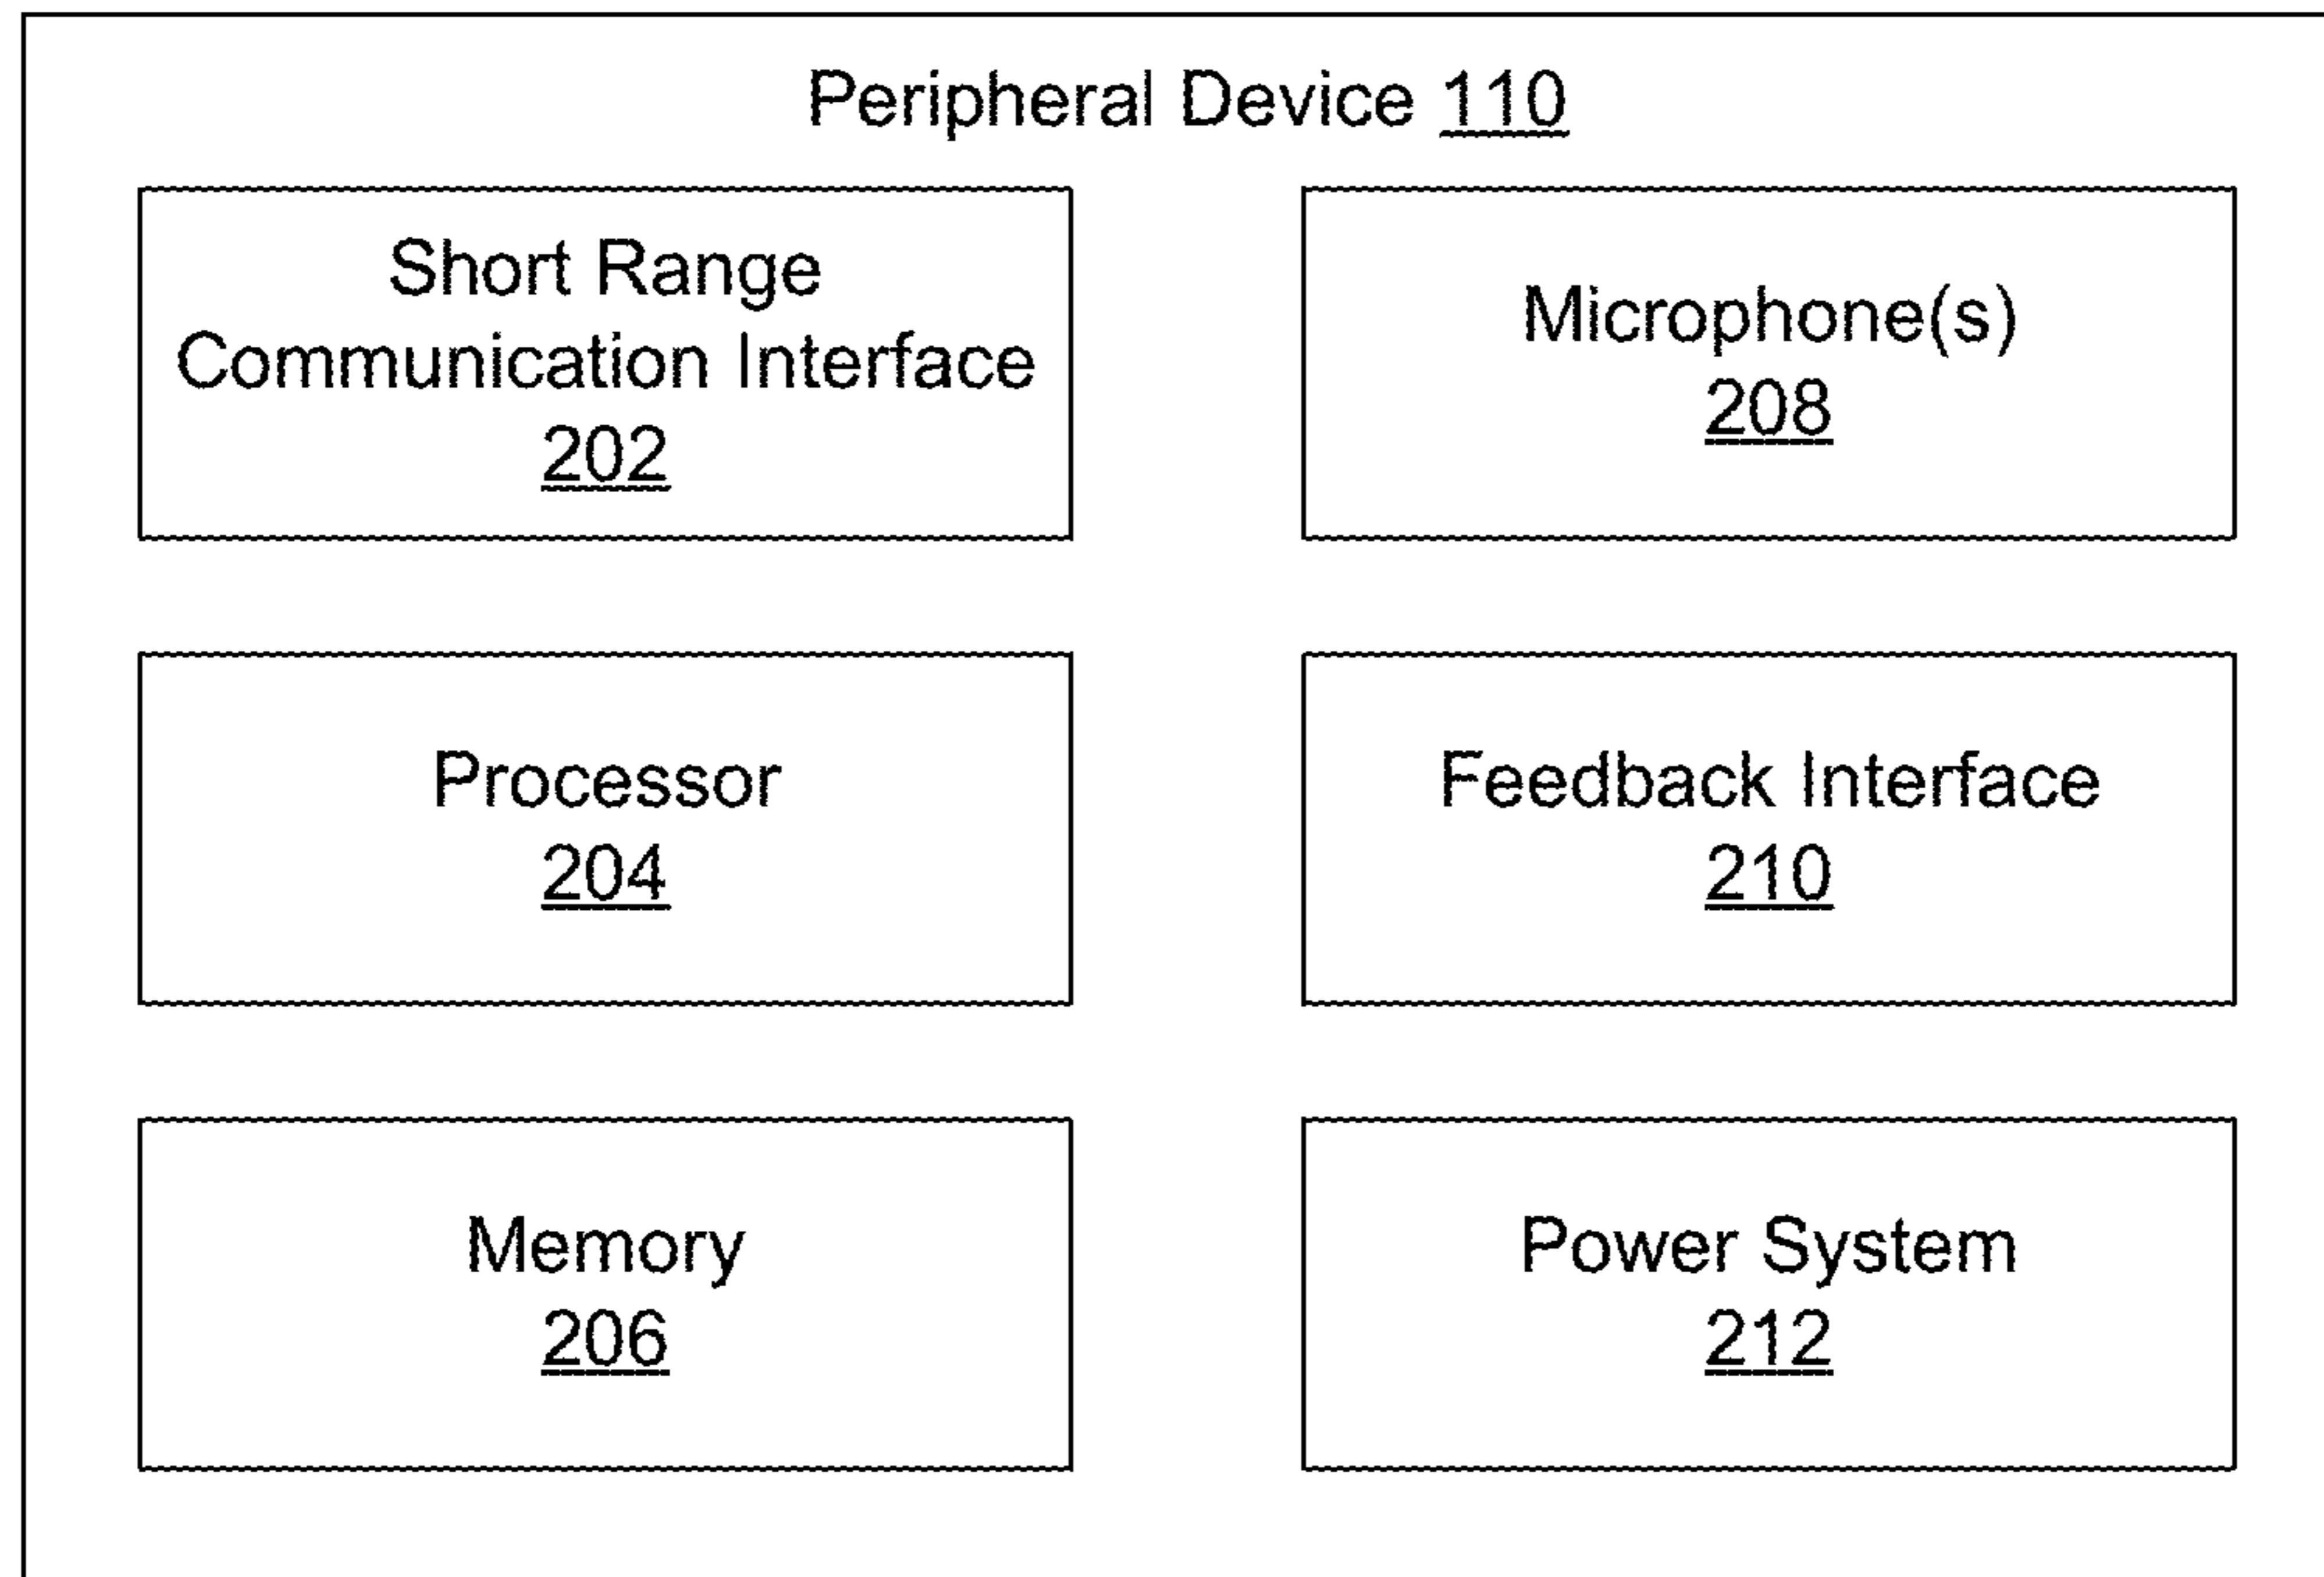 Peripheral Device 110
Short Range
Communication Interface
202
Microphone(s)
208
Processor
204
Feedback Interface
210
Memory
206
Power System
212